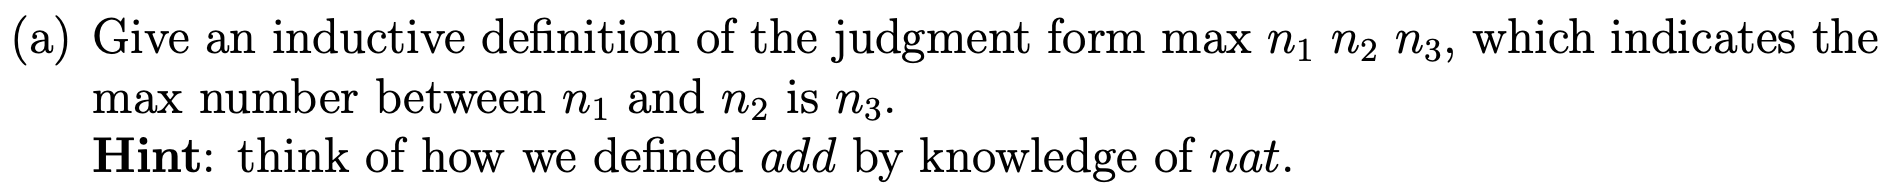 (a) Give an inductive definition of the judgment form max n₁ n₂ n₃, which indicates the
max number between n₁ and n₂ is n₃.
Hint: think of how we defined add by knowledge of nat.